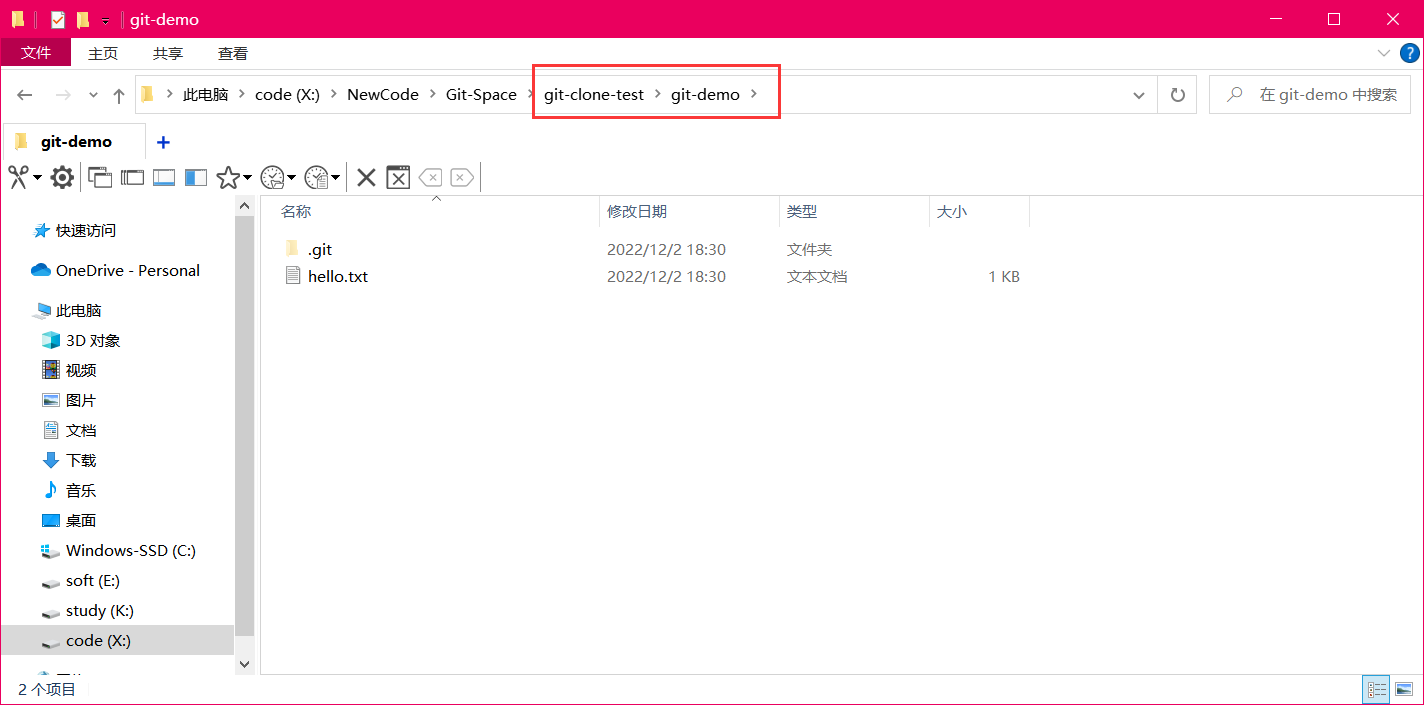 git-demo
文件 主页 共享 查看 ?
此电脑 code (X:) NewCode Git-Space git-clone-test git-demo 在 git-demo 中搜索
git-demo +
名称 修改日期 类型 大小
.git 2022/12/2 18:30 文件夹
hello.txt 2022/12/2 18:30 文本文档 1 KB
快速访问
OneDrive - Personal
此电脑
3D 对象
视频
图片
文档
下载
音乐
桌面
Windows-SSD (C:)
soft (E:)
study (K:)
code (X:)
2 个项目